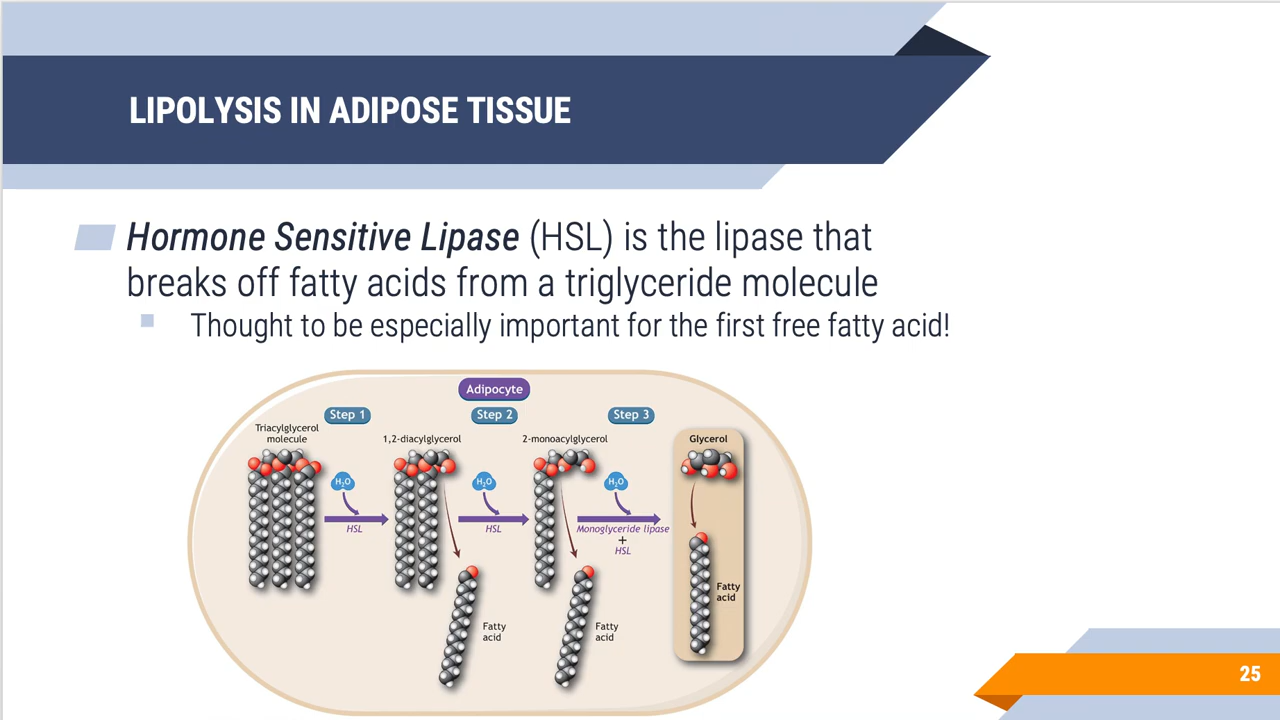 LIPOLYSIS IN ADIPOSE TISSUE
Hormone Sensitive Lipase (HSL) is the lipase that
breaks off fatty acids from a triglyceride molecule
Thought to be especially important for the first free fatty acid!
Adipocyte
Step 1
Step 2
Step 3
Triacylglycerol
molecule
1,2-diacylglycerol
2-monoacylglycerol
Glycerol
H₂O
H₂O
H₂O
HSL
HSL
Monoglyceride lipase
+
HSL
Fatty
acid
Fatty
acid
Fatty
acid
25